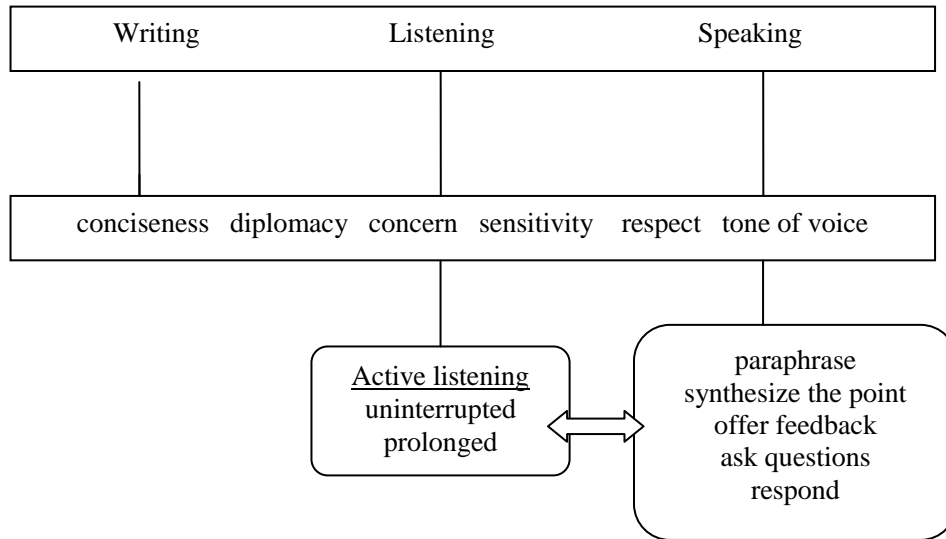 Writing Listening Speaking
conciseness diplomacy concern sensitivity respect tone of voice
Active listening
uninterrupted
prolonged
paraphrase
synthesize the point
offer feedback
ask questions
respond